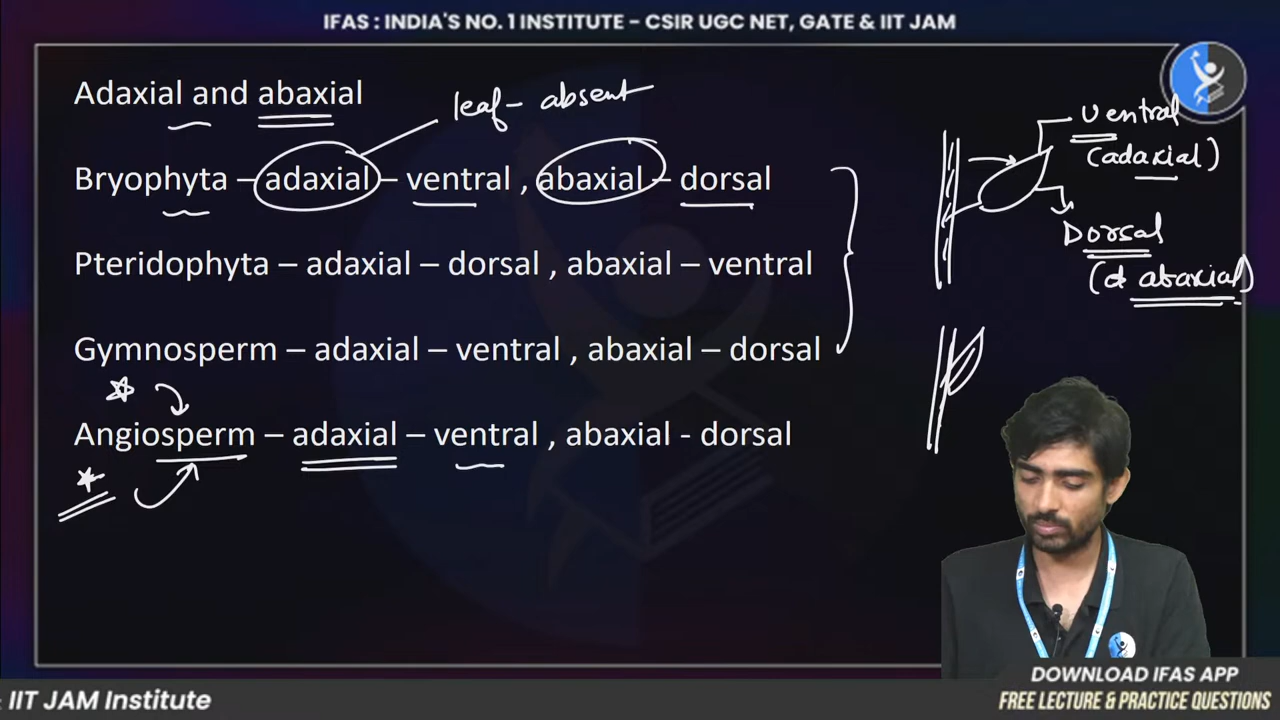 IFAS : INDIA'S NO. 1 INSTITUTE - CSIR UGC NET, GATE & IIT JAM
Adaxial and abaxial
leaf - absent
Bryophyta – adaxial – ventral , abaxial – dorsal
Pteridophyta – adaxial – dorsal , abaxial – ventral
Gymnosperm – adaxial – ventral , abaxial – dorsal
Angiosperm – adaxial – ventral , abaxial - dorsal
Ventral
(adaxial)
Dorsal
abaxial)
DOWNLOAD IFAS APP
FREE LECTURE & PRACTICE QUESTIONS
IIT JAM Institute